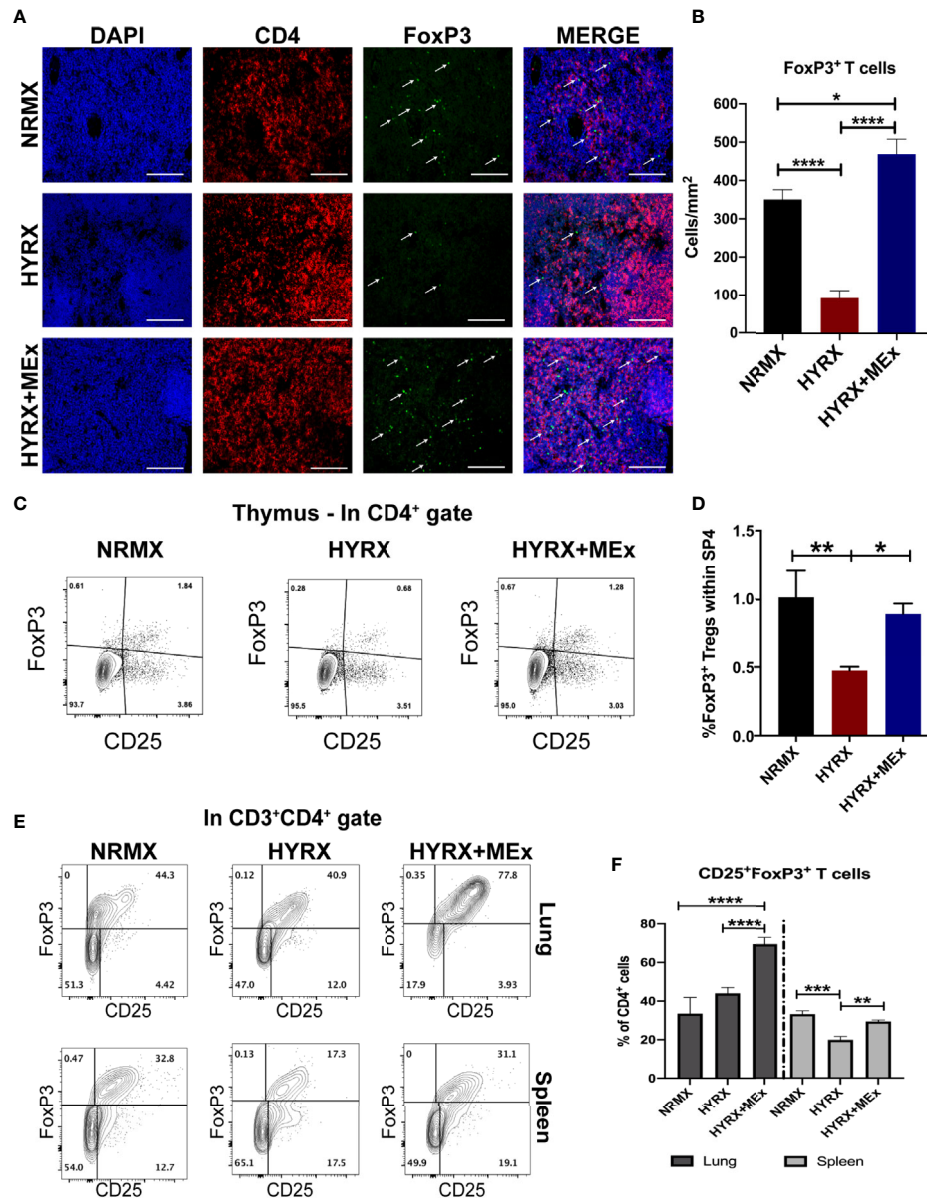 A
DAPI CD4 FoxP3 MERGE
NRMX
HYRX
HYRX+MEx
B
FoxP3⁺ T cells
* 
****
****
Cells/mm²
600
500
400
300
200
100
0
NRMX HYRX HYRX+MEx
C
Thymus - In CD4⁺ gate
NRMX HYRX HYRX+MEx
FoxP3 FoxP3 FoxP3
0.61 1.84 0.28 0.68 0.67 1.28
93.7 3.86 95.5 3.51 95.0 3.03
CD25 CD25 CD25
D
%FoxP3⁺ Tregs within SP4
1.5
1.0
0.5
0.0
** *
NRMX HYRX HYRX+MEx
E
In CD3⁺CD4⁺ gate
NRMX HYRX HYRX+MEx
FoxP3 FoxP3 FoxP3
0 44.3 0.12 40.9 0.35 77.8
51.3 4.42 47.0 12.0 17.9 3.93
CD25 CD25 CD25
Lung
FoxP3 FoxP3 FoxP3
0.47 32.8 0.13 17.3 0 31.1
54.0 12.7 65.1 17.5 49.9 19.1
CD25 CD25 CD25
Spleen
F
CD25⁺FoxP3⁺ T cells
% of CD4⁺ cells
80
60
40
20
0
****
****
*** **
NRMX HYRX HYRX+MEx NRMX HYRX HYRX+MEx
Lung Spleen